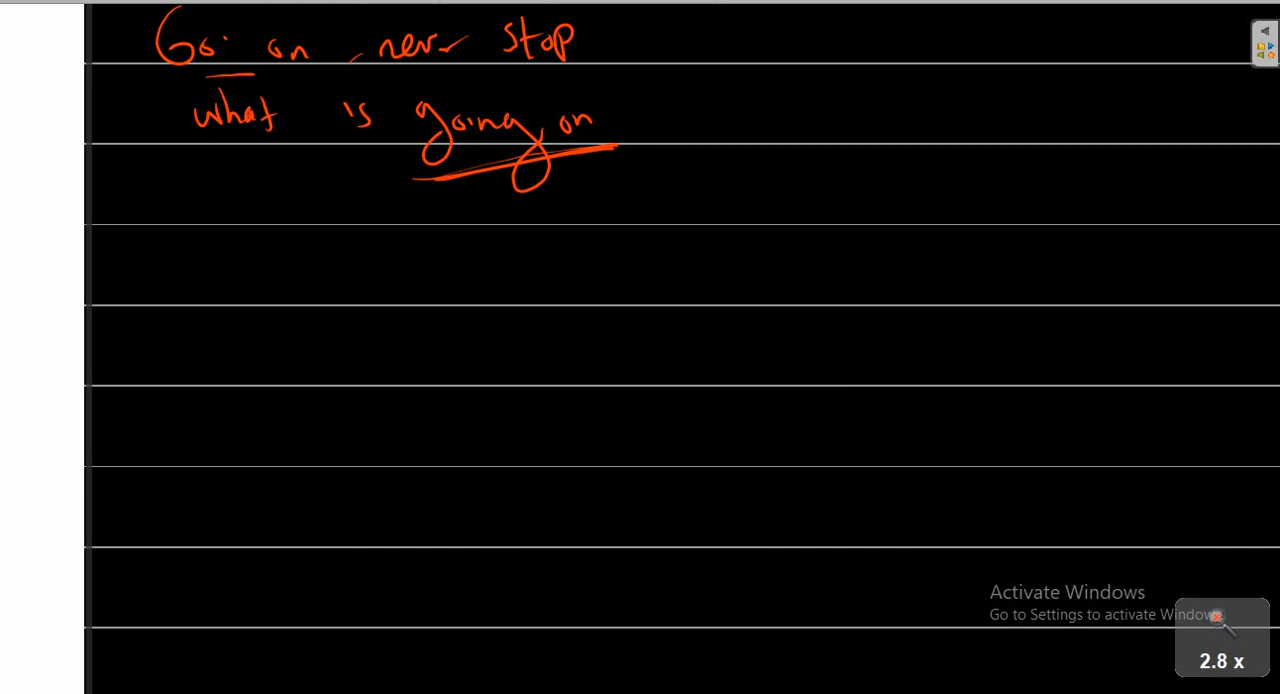 Go on, never stop
what is going on
Activate Windows
Go to Settings to activate Windows
2.8 x